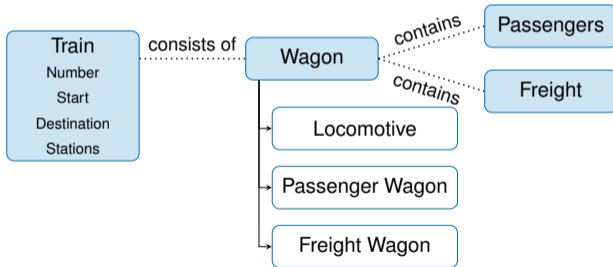 Train
Number
Start
Destination
Stations
consists of
Wagon
contains
contains
Passengers
Freight
Locomotive
Passenger Wagon
Freight Wagon